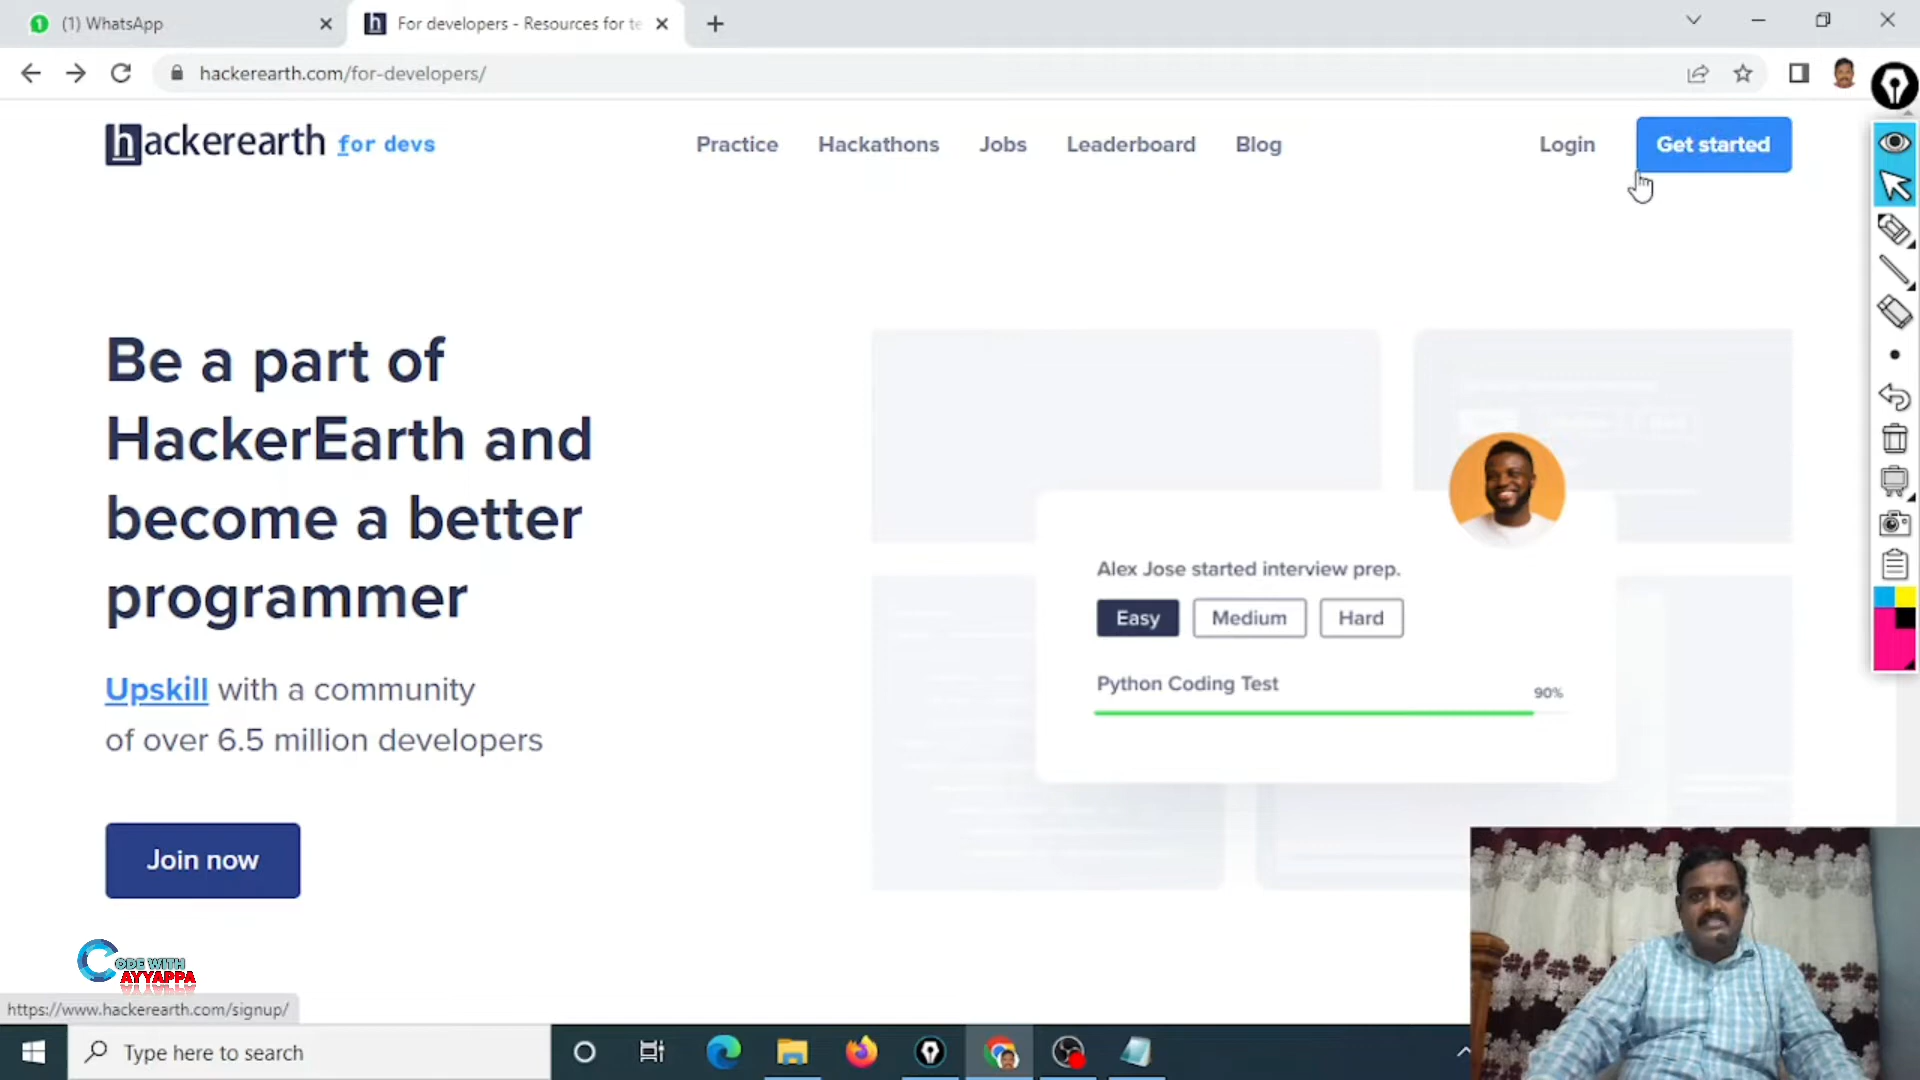 (1) WhatsApp
For developers - Resources for te
hackerearth.com/for-developers/
hackerearth for devs
Practice
Hackathons
Jobs
Leaderboard
Blog
Login
Get started
Be a part of
HackerEarth and
become a better
programmer
Upskill with a community
of over 6.5 million developers
Join now
Alex Jose started interview prep.
Easy
Medium
Hard
Python Coding Test
90%
CODE WITH
AYYAPPA
https://www.hackerearth.com/signup/
Type here to search